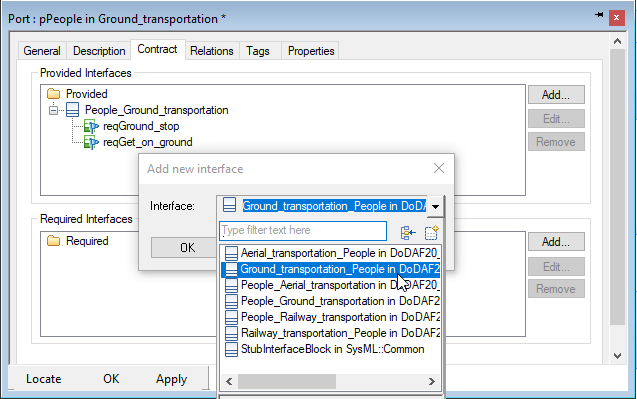 Port : pPeople in Ground_transportation *
General Description Contract Relations Tags Properties
Provided Interfaces
Provided
People_Ground_transportation
reqGround_stop
reqGet_on_ground
Add...
Edit...
Remove
Add new interface
Interface:
Ground_transportation_People in DoDAF
Type filter text here
OK
Aerial_transportation_People in DoDAF20_
Ground_transportation_People in DoDAF2
People_Aerial_transportation in DoDAF20_
People_Ground_transportation in DoDAF2
People_Railway_transportation in DoDAF2
Railway_transportation_People in DoDAF2
StubInterfaceBlock in SysML::Common
Required Interfaces
Required
Add...
Edit...
Remove
Locate OK Apply